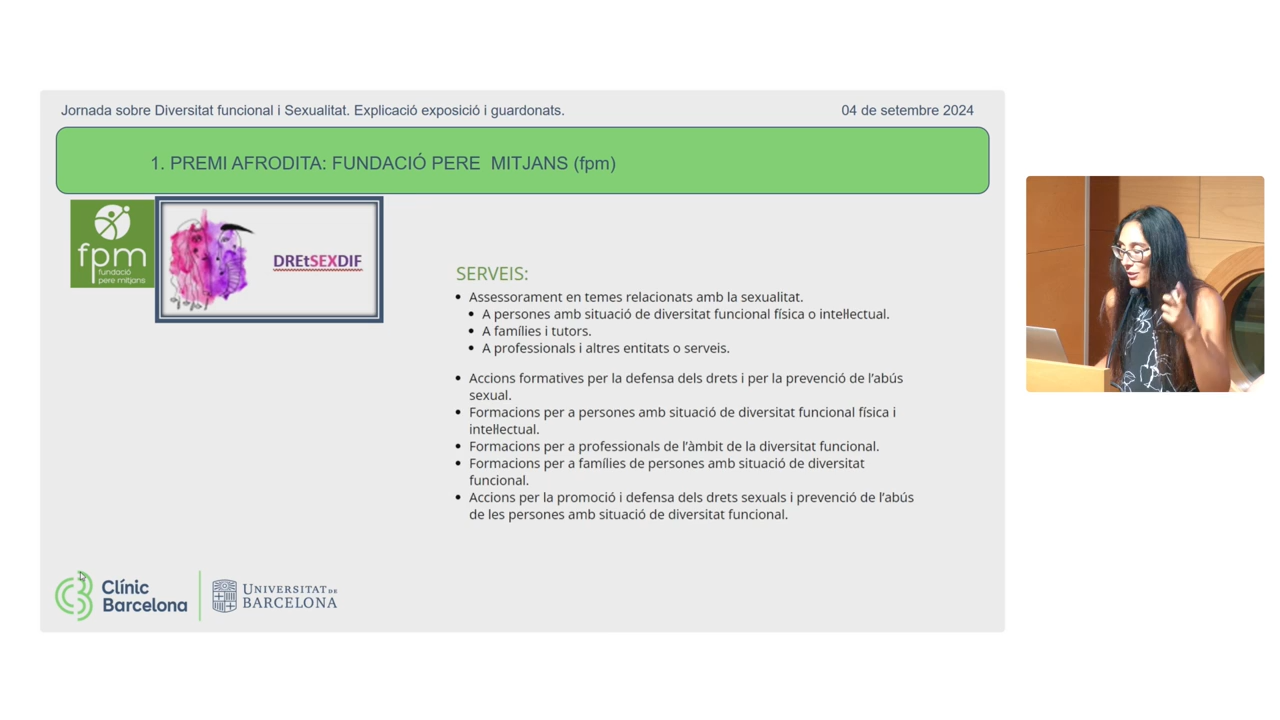 Jornada sobre Diversitat funcional i Sexualitat. Explicació exposició i guardonats.
04 de setembre 2024
1. PREMI AFRODITA: FUNDACIÓ PERE MITJANS (fpm)
fpm
fundació
pere mitjans
DREtSEXDIF
SERVEIS:
• Assessorament en temes relacionats amb la sexualitat.
• A persones amb situació de diversitat funcional física o intel·lectual.
• A famílies i tutors.
• A professionals i altres entitats o serveis.
• Accions formatives per la defensa dels drets i per la prevenció de l’abús
sexual.
• Formacions per a persones amb situació de diversitat funcional física i
intel·lectual.
• Formacions per a professionals de l’àmbit de la diversitat funcional.
• Formacions per a famílies de persones amb situació de diversitat
funcional.
• Accions per la promoció i defensa dels drets sexuals i prevenció de l’abús
de les persones amb situació de diversitat funcional.
Clínic
Barcelona
UNIVERSITAT DE
BARCELONA